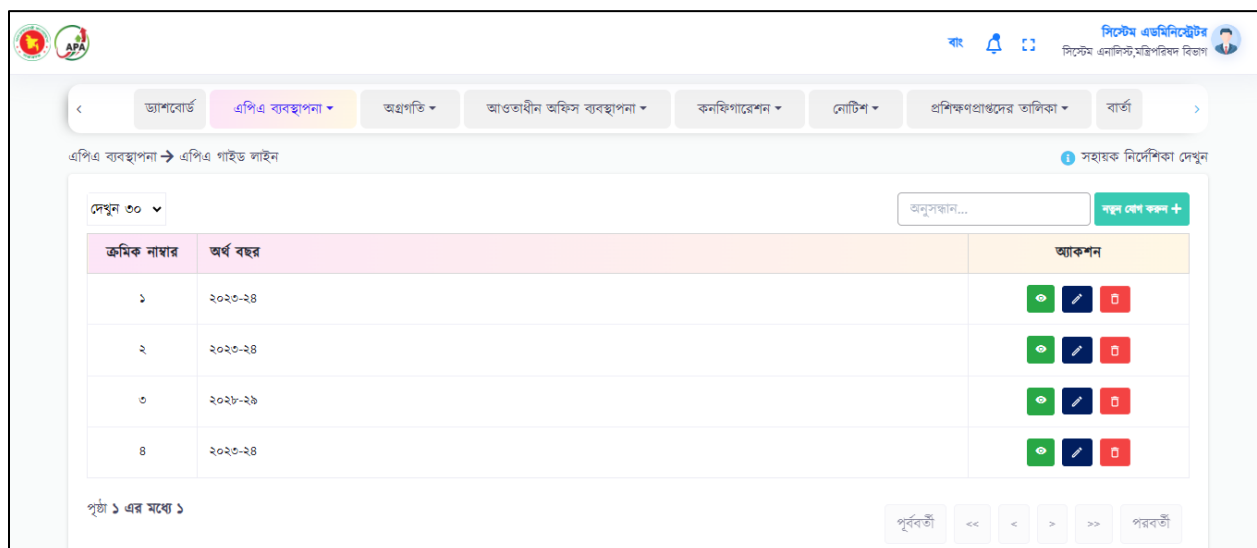 APA
বাং
সিস্টেম এডমিনিস্ট্রেটর
সিস্টেম এনালিস্ট,মন্ত্রিপরিষদ বিভাগ
< ড্যাশবোর্ড এপিএ ব্যবস্থাপনা অগ্রগতি আওতাধীন অফিস ব্যবস্থাপনা কনফিগারেশন নোটিশ প্রশিক্ষণপ্রাপ্তদের তালিকা বার্তা >
এপিএ ব্যবস্থাপনা → এপিএ গাইড লাইন
সহায়ক নির্দেশিকা দেখুন
দেখুন ৩০
অনুসন্ধান...
নতুন যোগ করুন +
ক্রমিক নাম্বার অর্থ বছর অ্যাকশন
১ ২০২৩-২৪
২ ২০২৩-২৪
৩ ২০২৮-২৯
৪ ২০২৩-২৪
পৃষ্ঠা ১ এর মধ্যে ১
পূর্ববর্তী << < > >> পরবর্তী